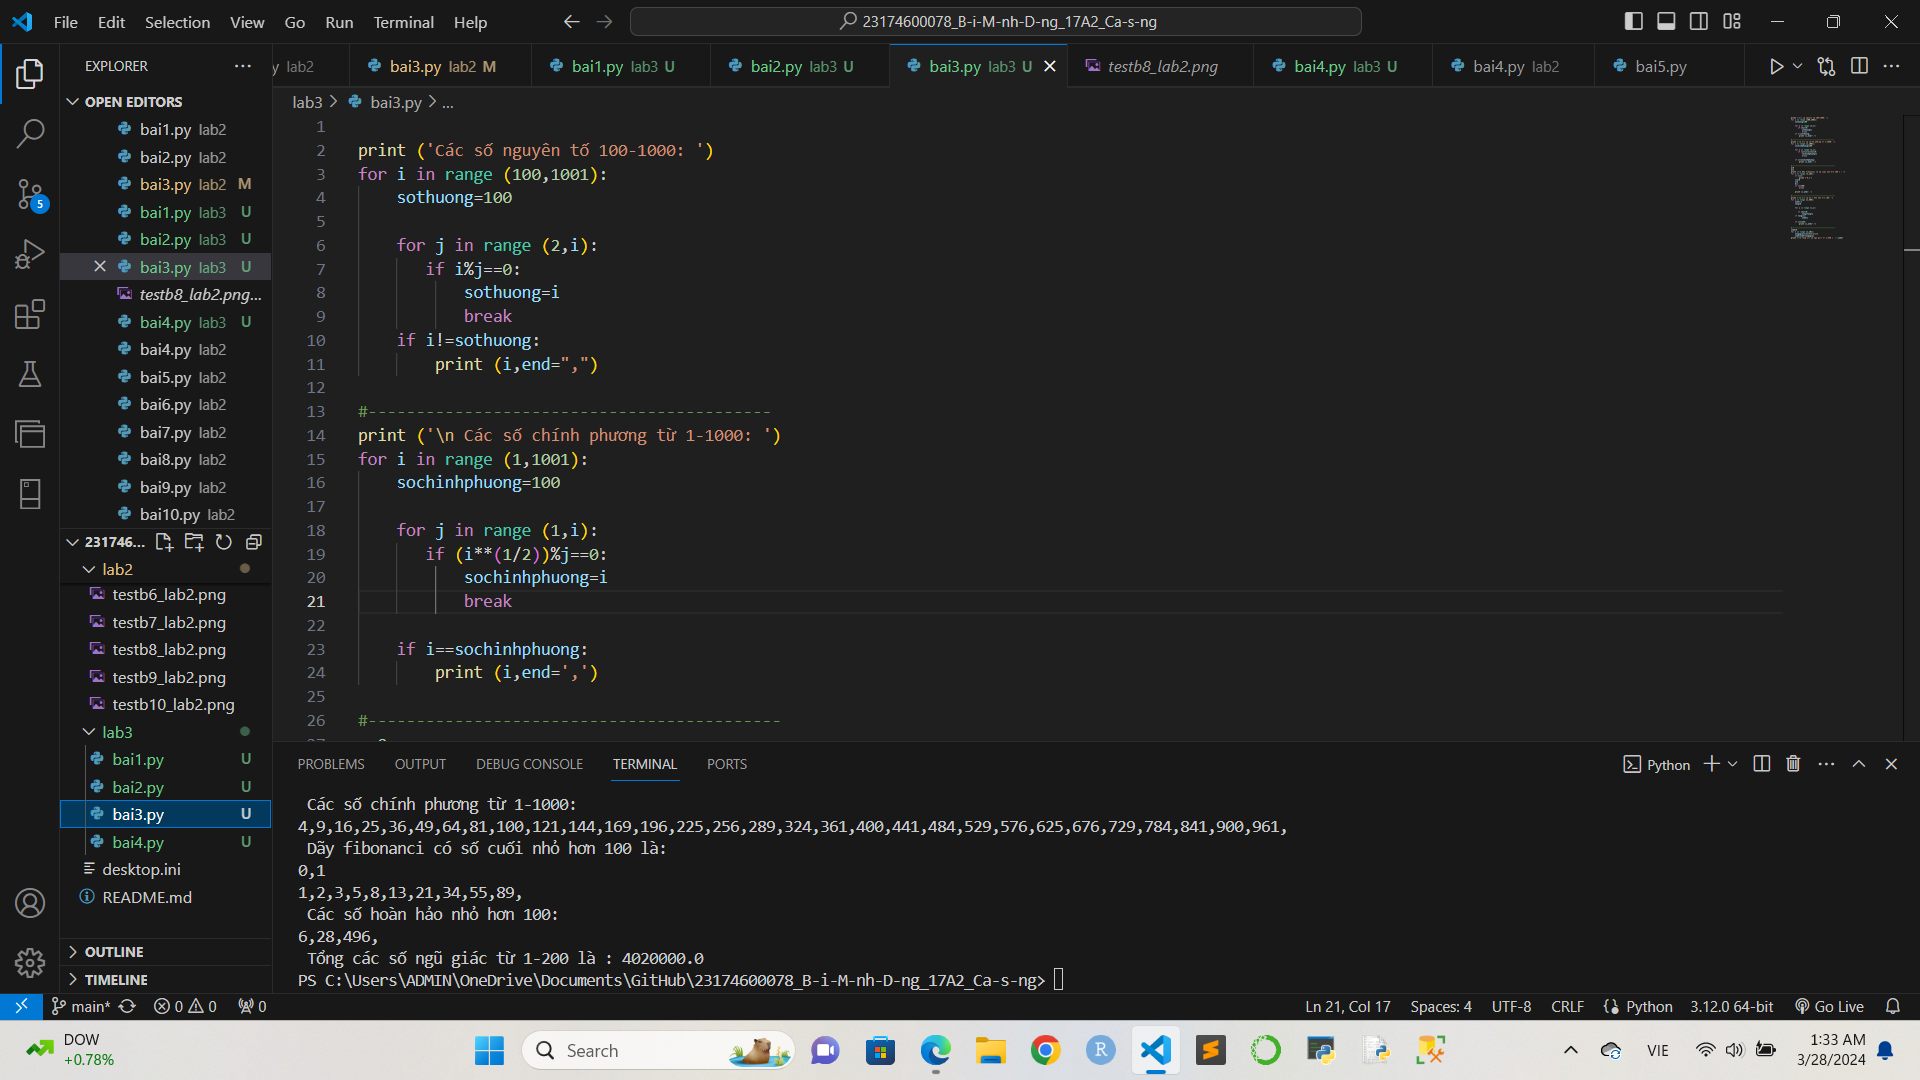 File Edit Selection View Go Run Terminal Help
23174600078_B-i-M-nh-D-ng_17A2_Ca-s-ng
EXPLORER
y lab2
bai3.py lab2 M
bai1.py lab3 U
bai2.py lab3 U
bai3.py lab3 U
testb8_lab2.png
bai4.py lab3 U
bai4.py lab2
bai5.py
OPEN EDITORS
bai1.py lab2
bai2.py lab2
bai3.py lab2 M
bai1.py lab3 U
bai2.py lab3 U
bai3.py lab3 U
testb8_lab2.png...
bai4.py lab3 U
bai4.py lab2
bai5.py lab2
bai6.py lab2
bai7.py lab2
bai8.py lab2
bai9.py lab2
bai10.py lab2
5
231746...
lab2
testb6_lab2.png
testb7_lab2.png
testb8_lab2.png
testb9_lab2.png
testb10_lab2.png
lab3
bai1.py U
bai2.py U
bai3.py U
bai4.py U
desktop.ini
README.md
OUTLINE
TIMELINE
lab3 > bai3.py > ...
1
2 print ('Các số nguyên tố 100-1000: ')
3 for i in range (100,1001):
4 sothuong=100
5
6 for j in range (2,i):
7 if i%j==0:
8 sothuong=i
9 break
10 if i!=sothuong:
11 print (i,end=",")
12
13 #------------------------------------------
14 print ('\n Các số chính phương từ 1-1000: ')
15 for i in range (1,1001):
16 sochinhphuong=100
17
18 for j in range (1,i):
19 if (i**(1/2))%j==0:
20 sochinhphuong=i
21 break
22
23 if i==sochinhphuong:
24 print (i,end=',')
25
26 #-------------------------------------------
PROBLEMS OUTPUT DEBUG CONSOLE TERMINAL PORTS
Python
Các số chính phương từ 1-1000:
4,9,16,25,36,49,64,81,100,121,144,169,196,225,256,289,324,361,400,441,484,529,576,625,676,729,784,841,900,961,
Dãy fibonanci có số cuối nhỏ hơn 100 là:
0,1
1,2,3,5,8,13,21,34,55,89,
Các số hoàn hảo nhỏ hơn 100:
6,28,496,
Tổng các số ngũ giác từ 1-200 là : 4020000.0
PS C:\Users\ADMIN\OneDrive\Documents\GitHub\23174600078_B-i-M-nh-D-ng_17A2_Ca-s-ng>
main* 0 0 0
Ln 21, Col 17 Spaces: 4 UTF-8 CRLF Python 3.12.0 64-bit Go Live
DOW
+0.78%
Search
R
VIE
1:33 AM
3/28/2024